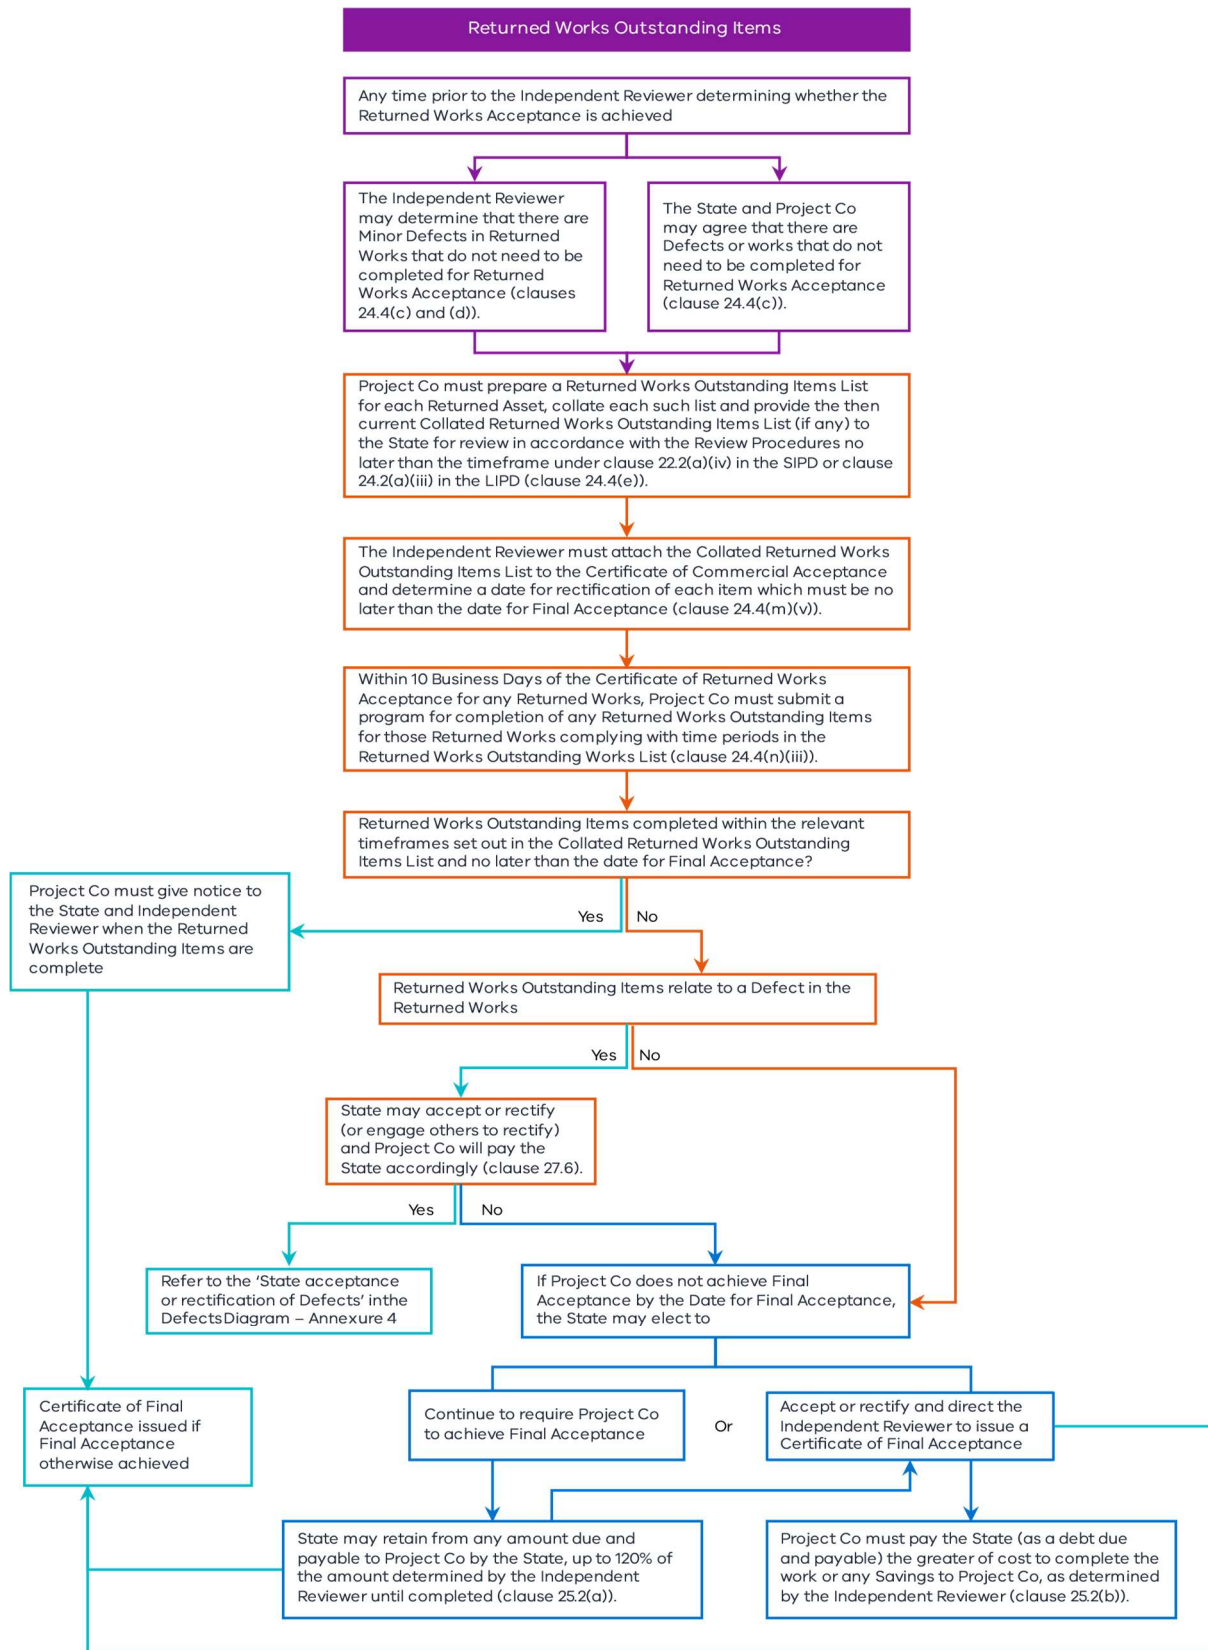 Returned Works Outstanding Items
Any time prior to the Independent Reviewer determining whether the
Returned Works Acceptance is achieved
The Independent Reviewer
may determine that there are
Minor Defects in Returned
Works that do not need to be
completed for Returned
Works Acceptance (clauses
24.4(c) and (d)).
The State and Project Co
may agree that there are
Defects or works that do not
need to be completed for
Returned Works Acceptance
(clause 24.4(c)).
Project Co must prepare a Returned Works Outstanding Items List
for each Returned Asset, collate each such list and provide the then
current Collated Returned Works Outstanding Items List (if any) to
the State for review in accordance with the Review Procedures no
later than the timeframe under clause 22.2(a)(iv) in the SIPD or clause
24.2(a)(iii) in the LIPD (clause 24.4(e)).
The Independent Reviewer must attach the Collated Returned Works
Outstanding Items List to the Certificate of Commercial Acceptance
and determine a date for rectification of each item which must be no
later than the date for Final Acceptance (clause 24.4(m)(v)).
Within 10 Business Days of the Certificate of Returned Works
Acceptance for any Returned Works, Project Co must submit a
program for completion of any Returned Works Outstanding Items
for those Returned Works complying with time periods in the
Returned Works Outstanding Works List (clause 24.4(n)(iii)).
Returned Works Outstanding Items completed within the relevant
timeframes set out in the Collated Returned Works Outstanding
Items List and no later than the date for Final Acceptance?
Yes
No
Project Co must give notice to
the State and Independent
Reviewer when the Returned
Works Outstanding Items are
complete
Returned Works Outstanding Items relate to a Defect in the
Returned Works
Yes
No
State may accept or rectify
(or engage others to rectify)
and Project Co will pay the
State accordingly (clause 27.6).
Yes
No
Refer to the ‘State acceptance
or rectification of Defects’ inthe
DefectsDiagram – Annexure 4
If Project Co does not achieve Final
Acceptance by the Date for Final Acceptance,
the State may elect to
Certificate of Final
Acceptance issued if
Final Acceptance
otherwise achieved
Continue to require Project Co
to achieve Final Acceptance
Or
Accept or rectify and direct the
Independent Reviewer to issue a
Certificate of Final Acceptance
State may retain from any amount due and
payable to Project Co by the State, up to 120% of
the amount determined by the Independent
Reviewer until completed (clause 25.2(a)).
Project Co must pay the State (as a debt due
and payable) the greater of cost to complete the
work or any Savings to Project Co, as determined
by the Independent Reviewer (clause 25.2(b)).